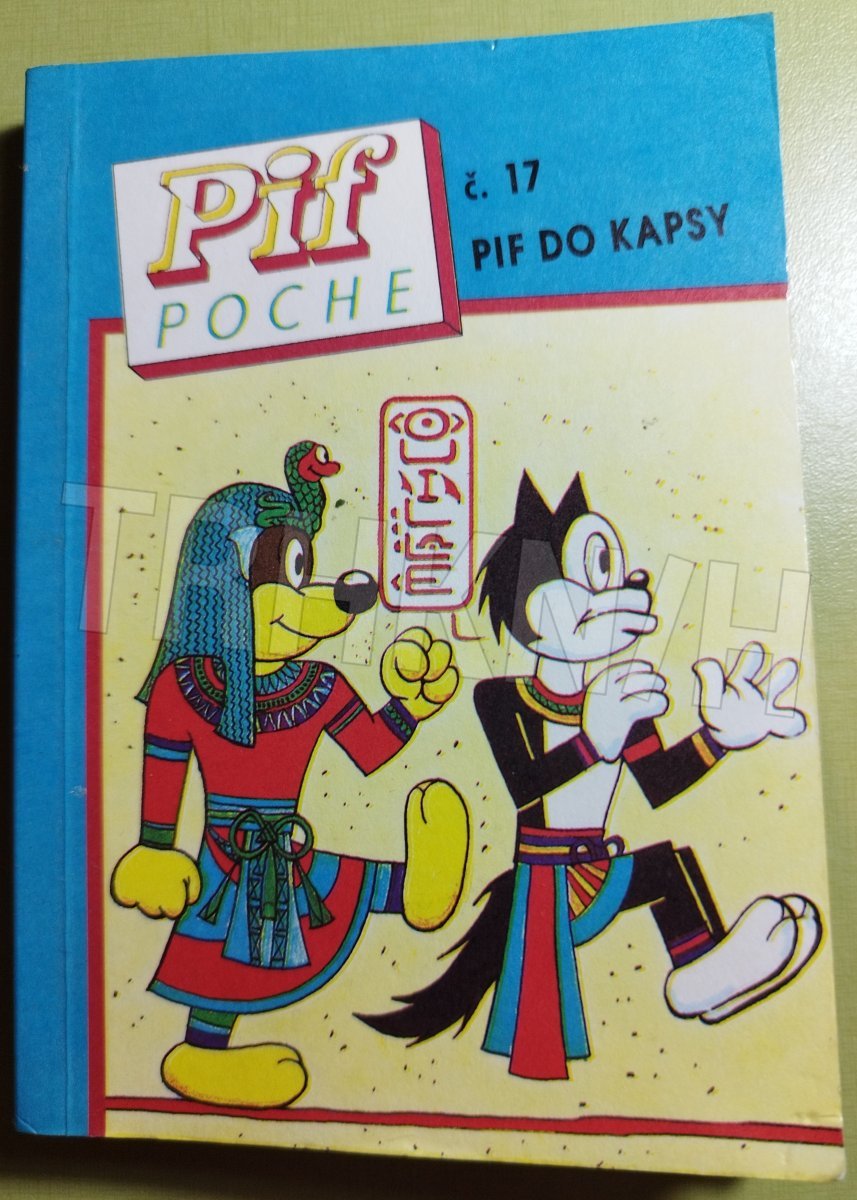 Pif
POCHE
č. 17
PIF DO KAPSY